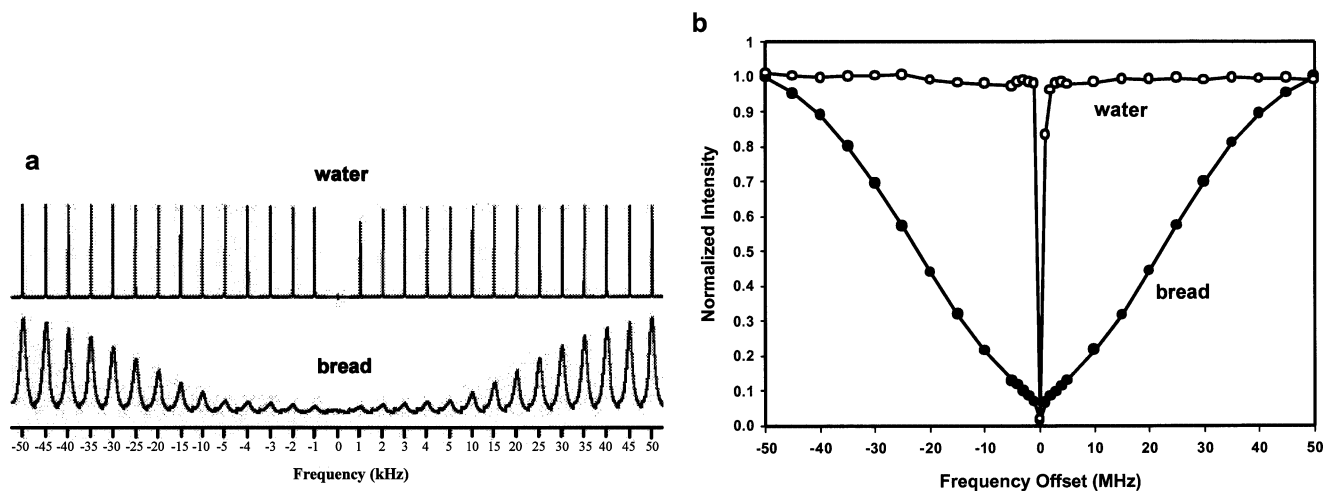 a
water
bread
-50 -45 -40 -35 -30 -25 -20 -15 -10 -5 -4 -3 -2 -1 0 1 2 3 4 5 10 15 20 25 30 35 40 45 50
Frequency (kHz)
b
1
1.0
0.9
0.8
0.7
0.6
0.5
0.4
0.3
0.2
0.1
0.0
Normalized Intensity
water
bread
-50 -40 -30 -20 -10 0 10 20 30 40 50
Frequency Offset (MHz)